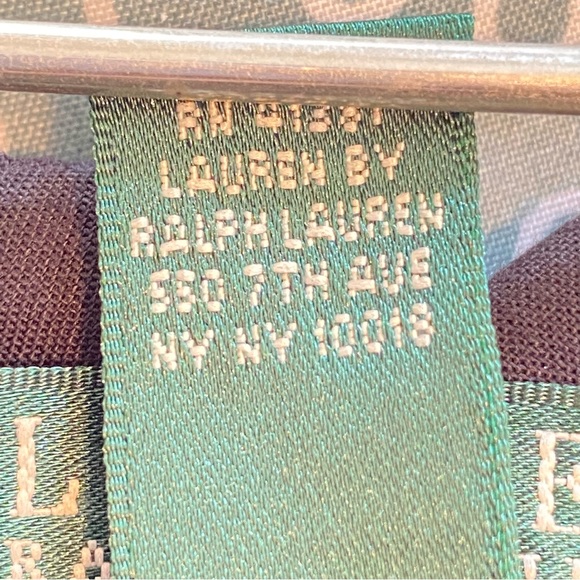 LAUREN BY
RALPH LAUREN
550 7TH AVE
NY NY 10018
L